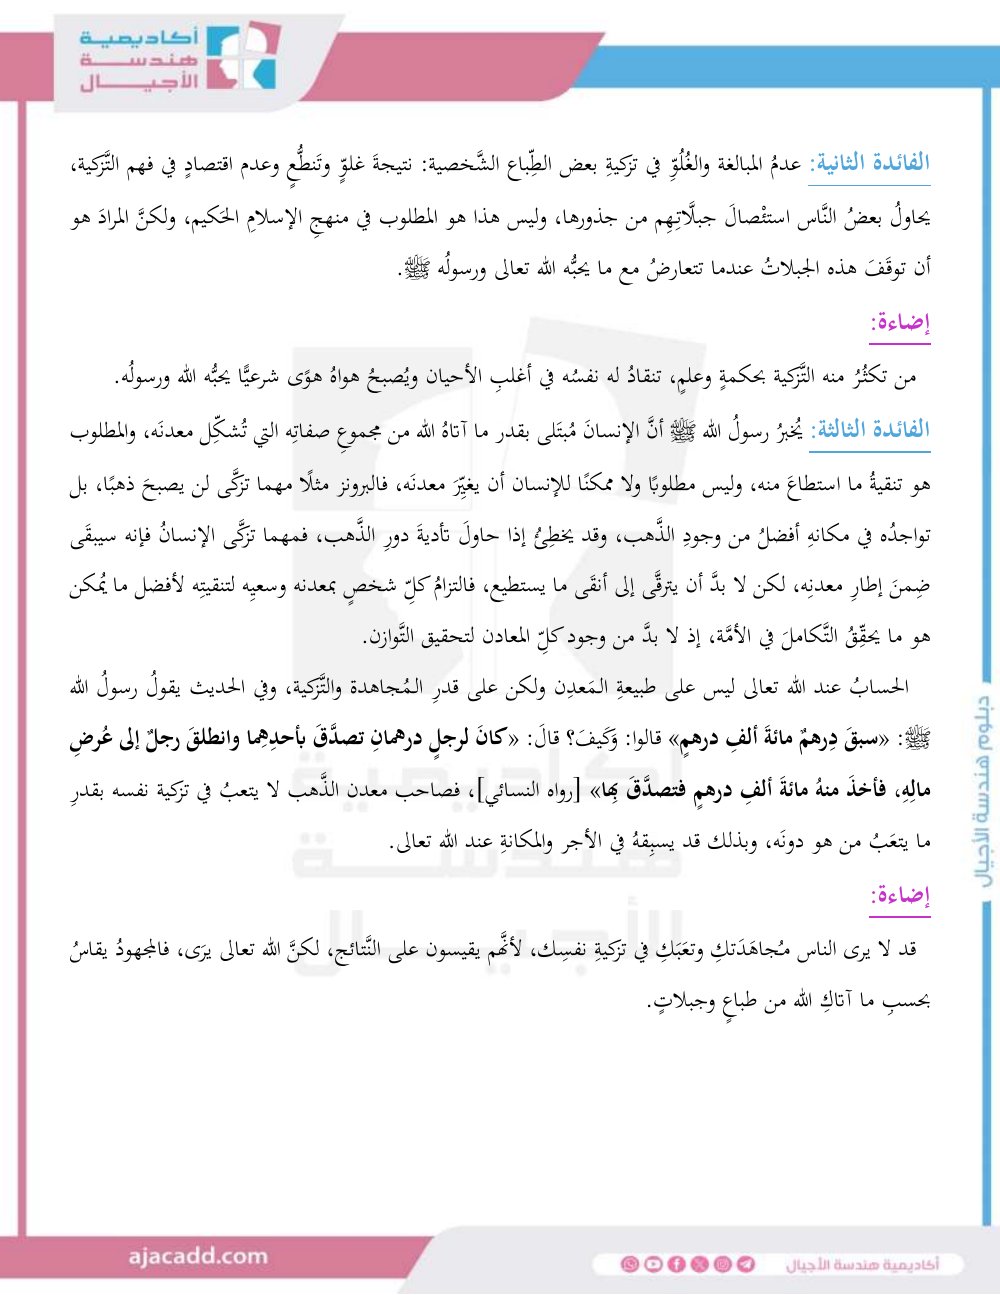 أكاديمية
هندسة
الأجيال
الفائدة الثانية: عدمُ المبالغة والغُلُوِّ في تزكيةِ بعض الطِّباع الشَّخصية: نتيجةَ غلوٍّ وتَنطُّعٍ وعدم اقتصادٍ في فهم التَّزكية،
يحاولُ بعضُ النَّاس استئْصالَ جبلَّاتِهِم من جذورها، وليس هذا هو المطلوب في منهجِ الإسلامِ الحَكيم، ولكنَّ المرادَ هو
أن توقَفَ هذه الجبلاتُ عندما تتعارضُ مع ما يحبُّه الله تعالى ورسولُه ﷺ.
إضاءة:
من تكثُرُ منه التَّزكية بحكمةٍ وعلمٍ، تنقادُ له نفسُه في أغلبِ الأحيان ويُصبحُ هواهُ هوًى شرعيًّا يحبُّه الله ورسولُه.
الفائدة الثالثة: يُخبرُ رسولُ الله ﷺ أنَّ الإنسانَ مُبتَلى بقدر ما آتاهُ الله من مجموعِ صفاتِه التي تُشكِّل معدنَه، والمطلوب
هو تنقيةُ ما استطاعَ منه، وليس مطلوبًا ولا ممكنًا للإنسان أن يغيِّرَ معدنَه، فالبرونز مثلًا مهما تزكَّى لن يصبحَ ذهبًا، بل
تواجدُه في مكانهِ أفضلُ من وجودِ الذَّهب، وقد يخطِئُ إذا حاولَ تأديةَ دورِ الذَّهب، فمهما تزكَّى الإنسانُ فإنه سيبقَى
ضِمنَ إطارِ معدنِه، لكن لا بدَّ أن يترقَّى إلى أنقَى ما يستطيع، فالتزامُ كلِّ شخصٍ بمعدنه وسعيِه لتنقيتِه لأفضل ما يُمكن
هو ما يحقِّقُ التَّكاملَ في الأمَّة، إذ لا بدَّ من وجود كلِّ المعادن لتحقيق التَّوازن.
الحسابُ عند الله تعالى ليس على طبيعةِ المَعدِن ولكن على قدرِ المُجاهدة والتَّزكية، وفي الحديث يقولُ رسولُ الله
ﷺ: «سبقَ دِرهمٌ مائةَ ألفِ درهمٍ» قالوا: وَكَيفَ؟ قالَ: «كانَ لرجلٍ درهمانِ تصدَّقَ بأحدِهِما وانطلقَ رجلٌ إلى عُرضِ
مالِهِ، فأخذَ منهُ مائةَ ألفِ درهمٍ فتصدَّقَ بِها» [رواه النسائي]، فصاحب معدن الذَّهب لا يتعبُ في تزكية نفسه بقدرِ
ما يتعَبُ من هو دونَه، وبذلك قد يسبِقهُ في الأجر والمكانةِ عند الله تعالى.
إضاءة:
قد لا يرى الناس مُجاهَدَتكِ وتعَبَكِ في تزكيةِ نفسِك، لأنَّهم يقيسون على النَّتائج، لكنَّ الله تعالى يرَى، فالمجهودُ يقاسُ
بحسبِ ما آتاكِ الله من طباعٍ وجبلاتٍ.
دبلوم هندسة الأجيال
أكاديمية هندسة الأجيال
ajacadd.com